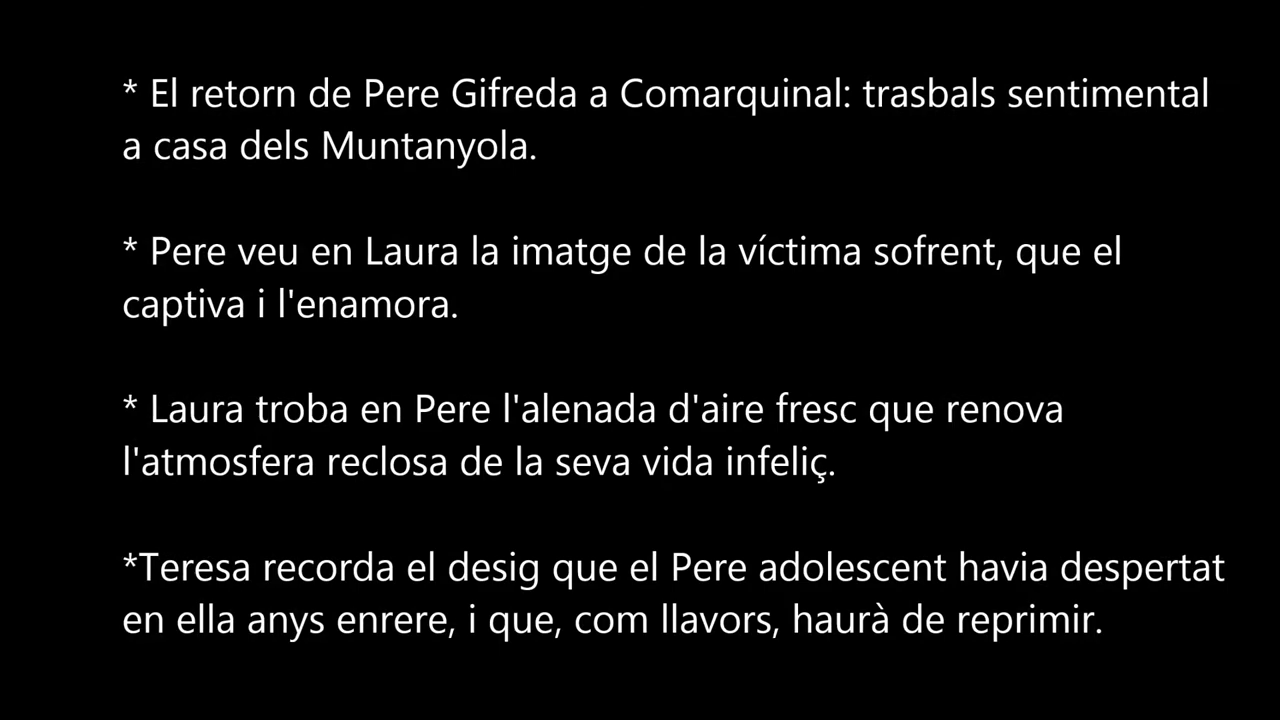 * El retorn de Pere Gifreda a Comarquinal: trasbals sentimental
a casa dels Muntanyola.
* Pere veu en Laura la imatge de la víctima sofrent, que el
captiva i l'enamora.
* Laura troba en Pere l'alenada d'aire fresc que renova
l'atmosfera reclosa de la seva vida infeliç.
*Teresa recorda el desig que el Pere adolescent havia despertat
en ella anys enrere, i que, com llavors, haurà de reprimir.